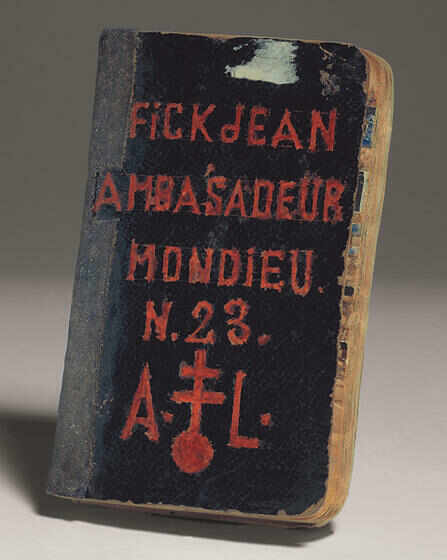 FiCKJEAN
AMBASADEUR
MONDiEU.
N.23.
A. L.